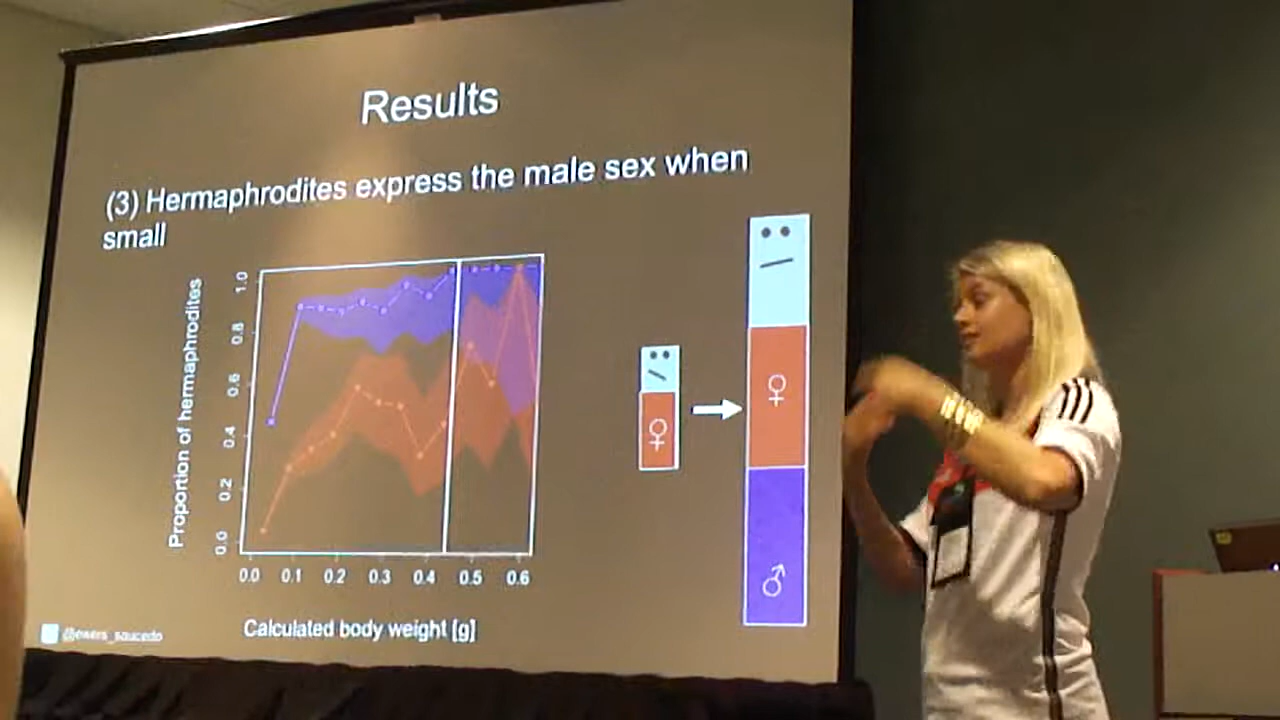 Results
(3) Hermaphrodites express the male sex when
small
Proportion of hermaphrodites
1.0
0.8
0.6
0.4
0.2
0.0
0.0 0.1 0.2 0.3 0.4 0.5 0.6
Calculated body weight [g]
♀
♀
♂
@ewers_saucedo